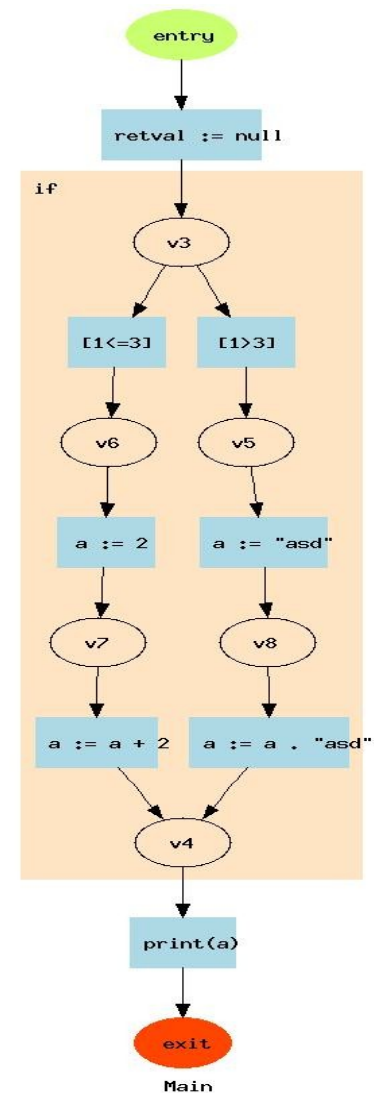 entry
retval := null
if
v3
[1<=3]
[1>3]
v6
v5
a := 2
a := "asd"
v7
v8
a := a + 2
a := a . "asd"
v4
print(a)
exit
Main